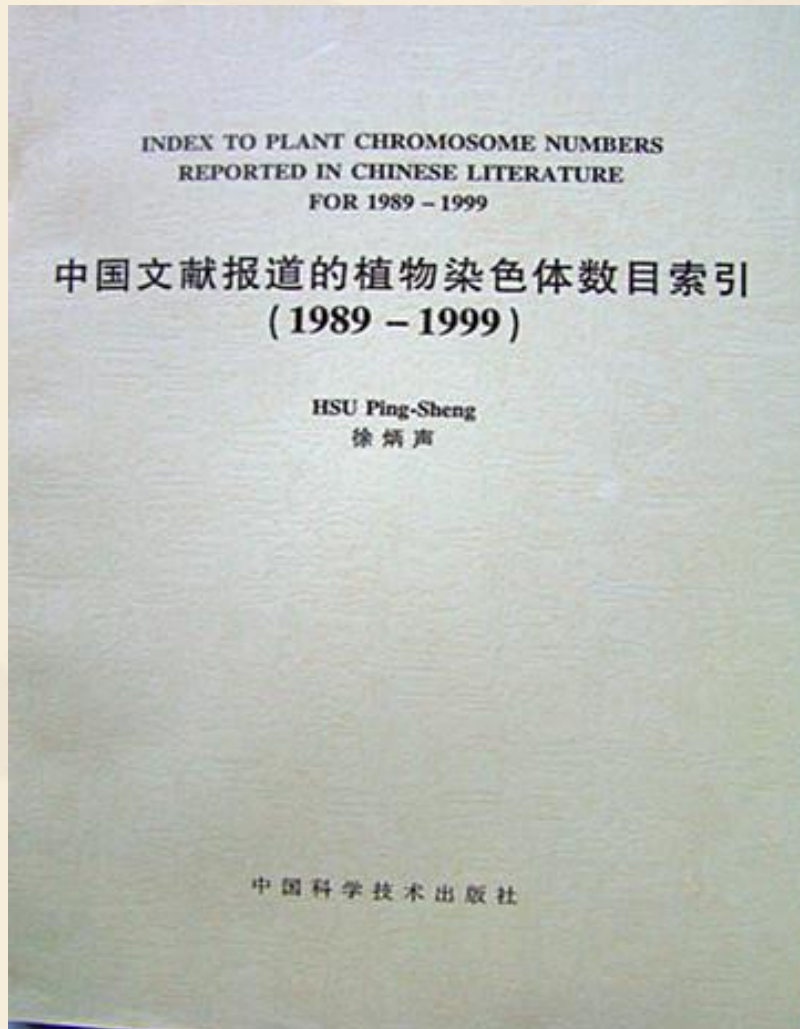 INDEX TO PLANT CHROMOSOME NUMBERS
REPORTED IN CHINESE LITERATURE
FOR 1989 – 1999
中国文献报道的植物染色体数目索引
(1989 – 1999)
HSU Ping-Sheng
徐炳声
中国科学技术出版社